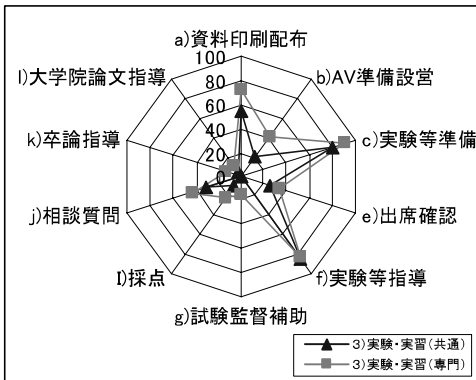 a)資料印刷配布
b)AV準備設営
c)実験等準備
e)出席確認
f)実験等指導
g)試験監督補助
I)採点
j)相談質問
k)卒論指導
l)大学院論文指導
100
80
60
40
20
0
3)実験・実習(共通)
3)実験・実習(専門)